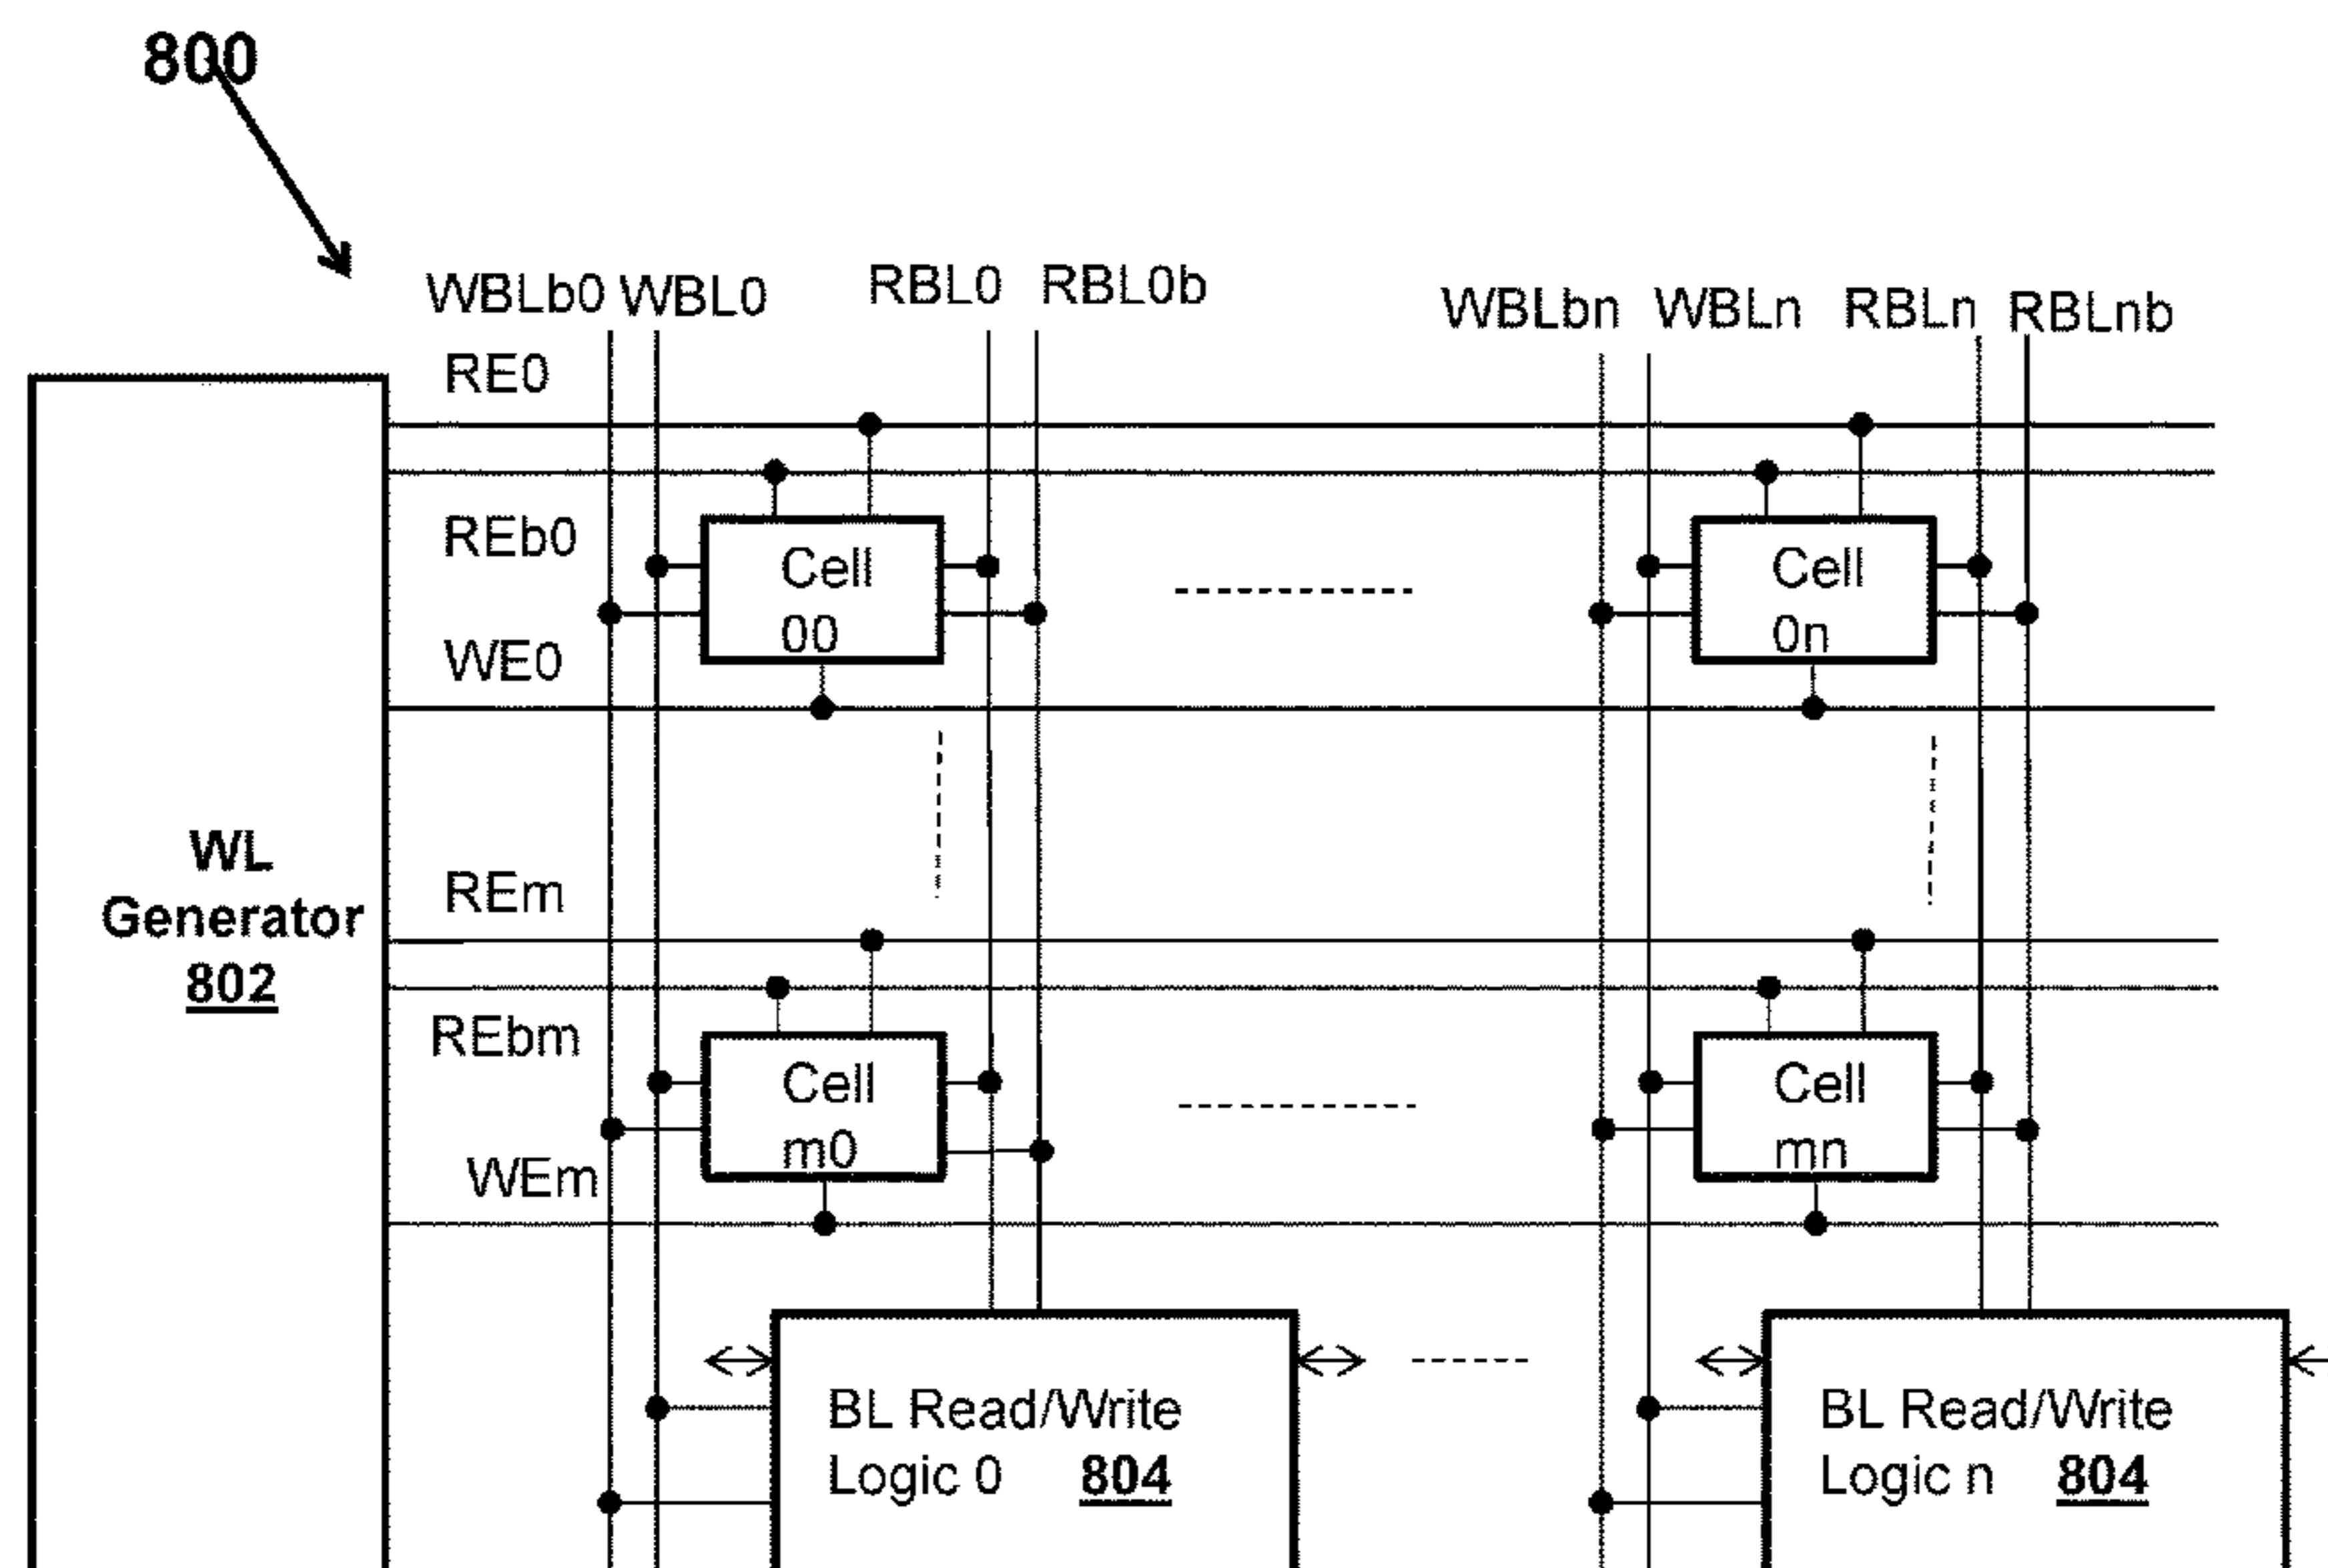 800
WBLb0 WBL0 RBL0 RBL0b WBLbn WBLn RBLn RBLnb
RE0
REb0
Cell
00
Cell
0n
WE0
WL
Generator
802
REm
REbm
Cell
m0
Cell
mn
WEm
BL Read/Write
Logic 0 804
BL Read/Write
Logic n 804